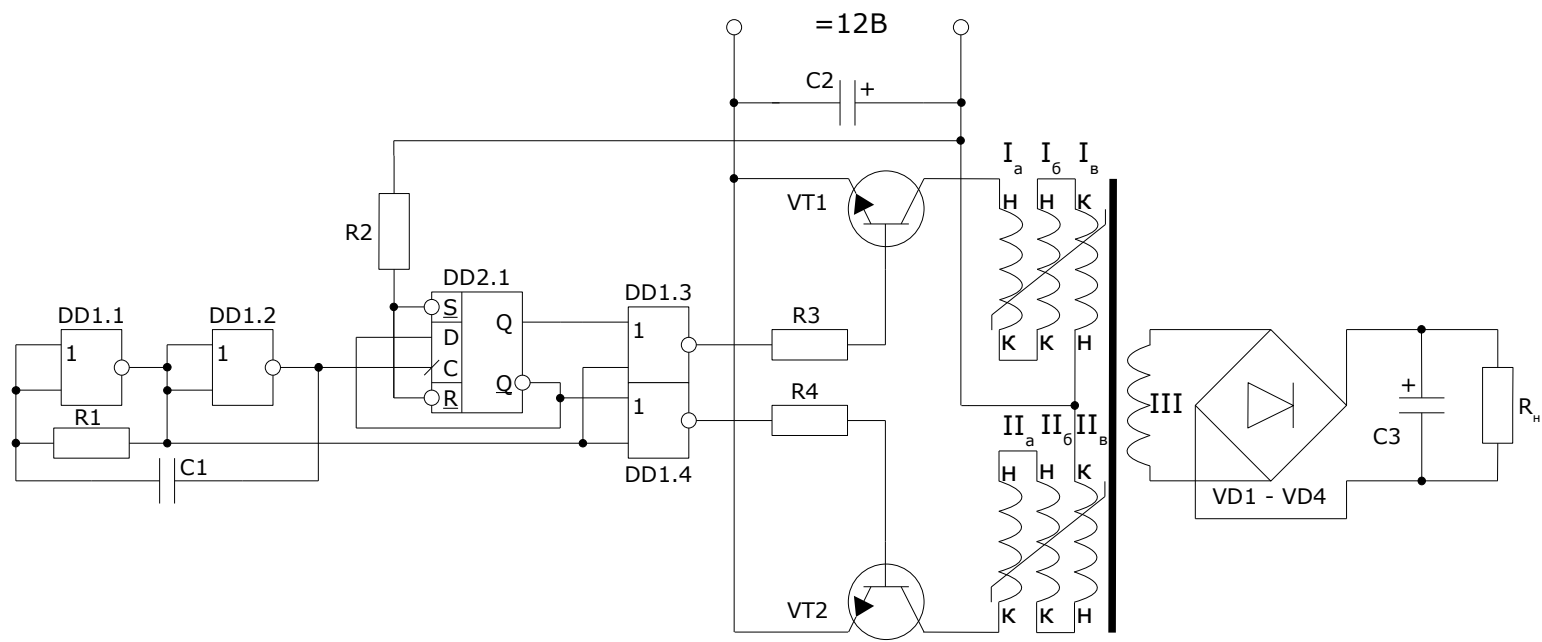 =12В
C2
+
Iа
Iб
Iв
VT1
н
н
к
R2
DD2.1
DD1.3
S
Q
1
R3
DD1.1
DD1.2
D
1
1
C
к
к
н
Q
R
R4
1
R1
III
+
Rн
IIа
IIб
IIв
C3
C1
DD1.4
н
н
к
VD1 - VD4
VT2
к
к
н